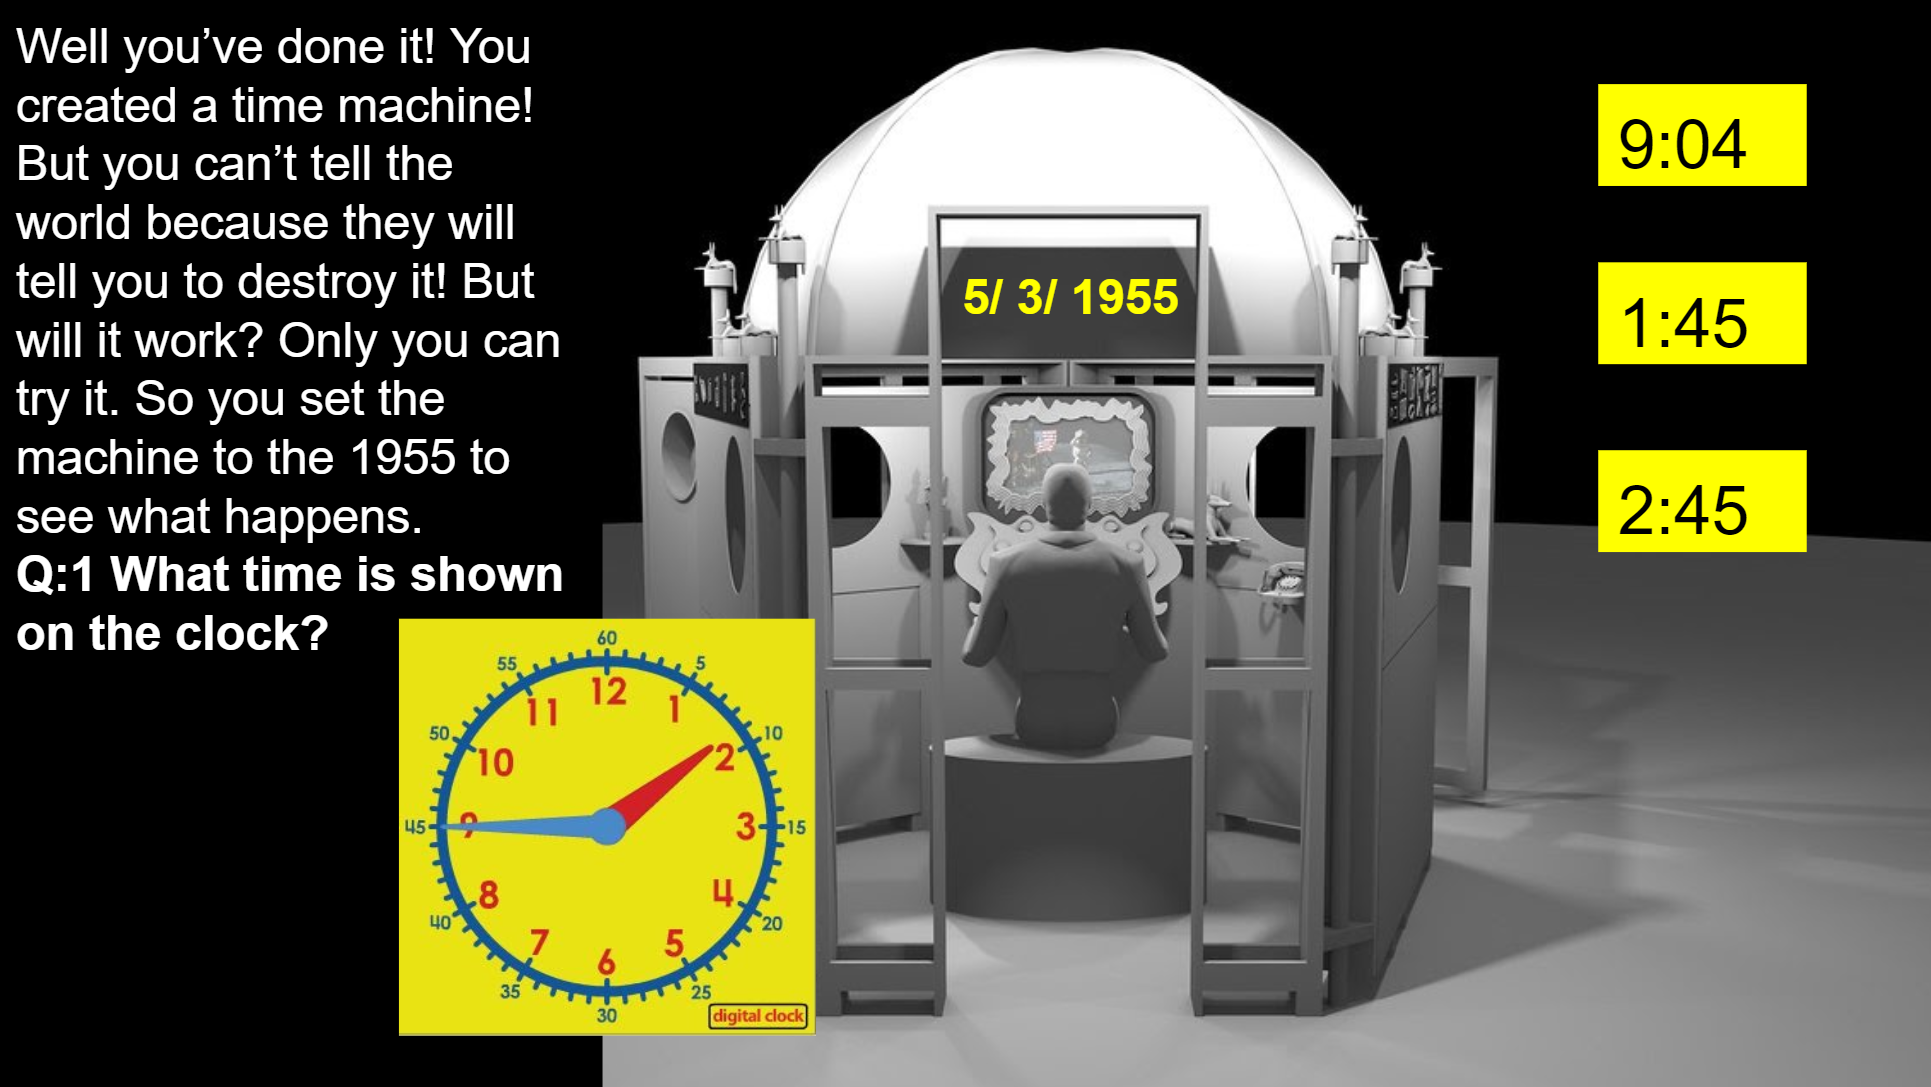 Well you've done it! You
created a time machine!
But you can't tell the
world because they will
tell you to destroy it! But
will it work? Only you can
try it. So you set the
machine to the 1955 to
see what happens.
Q:1 What time is shown
on the clock?
5/ 3/ 1955
9:04
1:45
2:45
60
55
5
12
11
1
50
10
10
2
45
9
3
15
8
4
40
20
7
5
6
35
25
30
digital clock